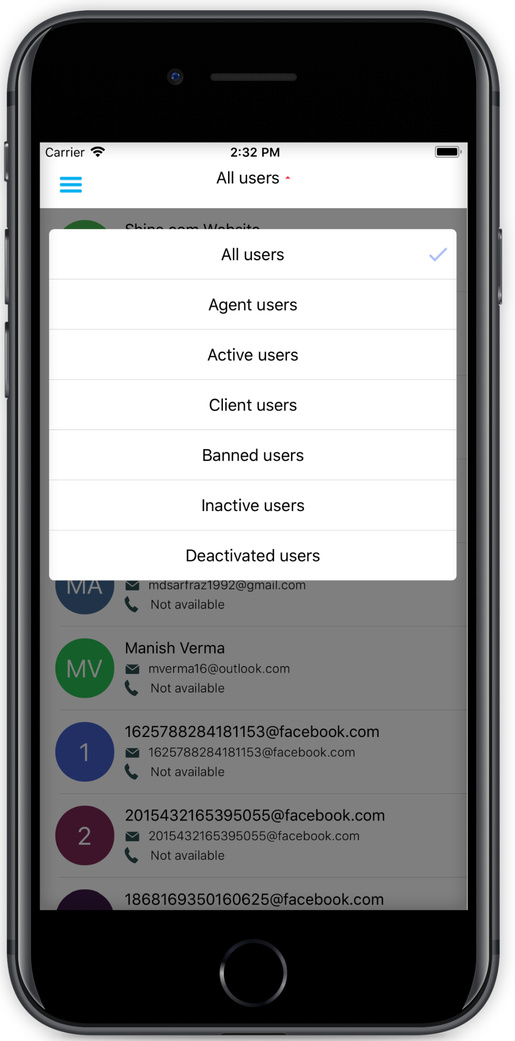 Carrier
2:32 PM
All users
Shine.com Website
All users
Agent users
Active users
Client users
Banned users
Inactive users
Deactivated users
MA
mdsarfraz1992@gmail.com
Not available
MV
Manish Verma
mverma16@outlook.com
Not available
1
1625788284181153@facebook.com
1625788284181153@facebook.com
Not available
2
2015432165395055@facebook.com
2015432165395055@facebook.com
Not available
1868169350160625@facebook.com